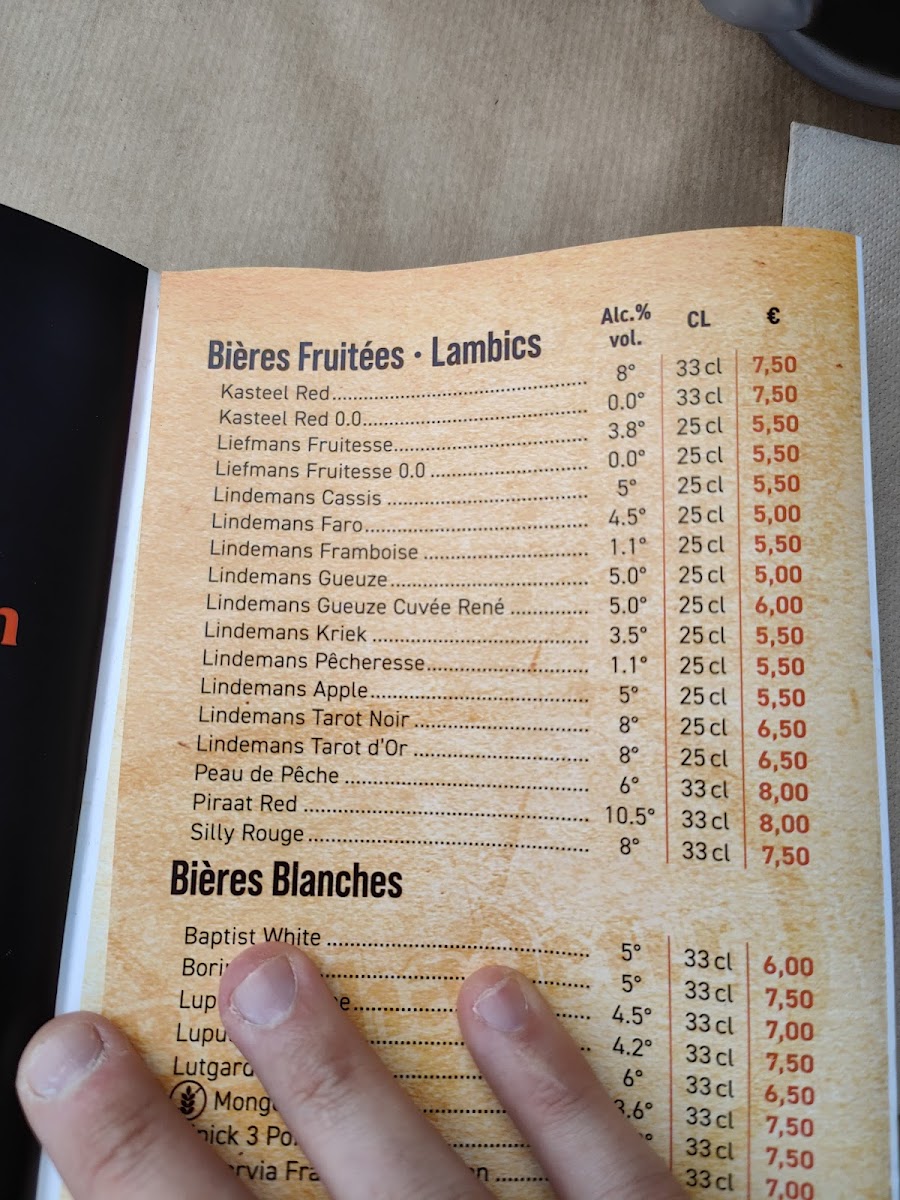 Bières Fruitées · Lambics Alc.% vol. CL €
Kasteel Red 8° 33 cl 7,50
Kasteel Red 0.0 0.0° 33 cl 7,50
Liefmans Fruitesse 3.8° 25 cl 5,50
Liefmans Fruitesse 0.0 0.0° 25 cl 5,50
Lindemans Cassis 5° 25 cl 5,50
Lindemans Faro 4.5° 25 cl 5,00
Lindemans Framboise 1.1° 25 cl 5,50
Lindemans Gueuze 5.0° 25 cl 5,00
Lindemans Gueuze Cuvée René 5.0° 25 cl 6,00
Lindemans Kriek 3.5° 25 cl 5,50
Lindemans Pêcheresse 1.1° 25 cl 5,50
Lindemans Apple 5° 25 cl 5,50
Lindemans Tarot Noir 8° 25 cl 6,50
Lindemans Tarot d'Or 8° 25 cl 6,50
Peau de Pêche 6° 33 cl 8,00
Piraat Red 10.5° 33 cl 8,00
Silly Rouge 8° 33 cl 7,50
Bières Blanches
Baptist White 5° 33 cl 6,00
5° 33 cl 7,50
4.5° 33 cl 7,00
4.2° 33 cl 7,50
6° 33 cl 6,50
33 cl 7,50
3 33 cl 7,50
33 cl 7,00